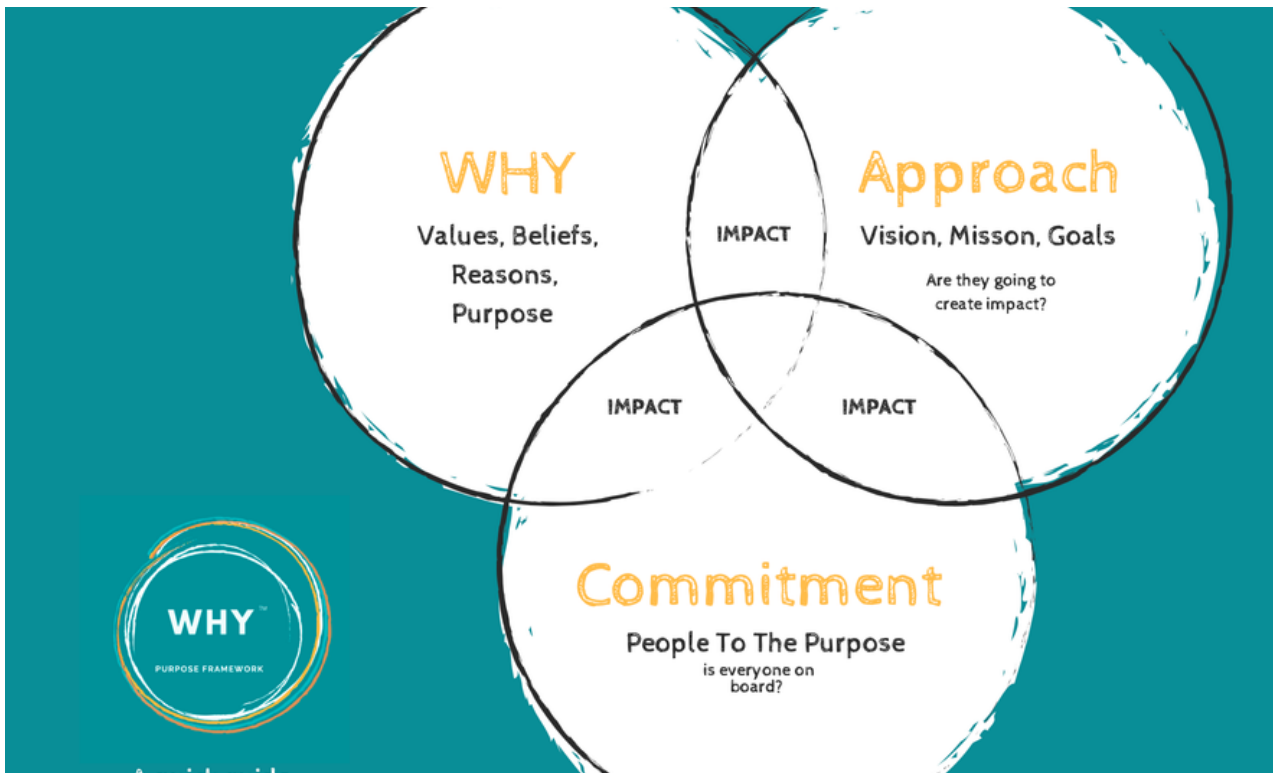 WHY
Values, Beliefs,
Reasons,
Purpose
IMPACT
Approach
Vision, Misson, Goals
Are they going to
create impact?
IMPACT
IMPACT
Commitment
People To The Purpose
is everyone on
board?
WHY ™
PURPOSE FRAMEWORK